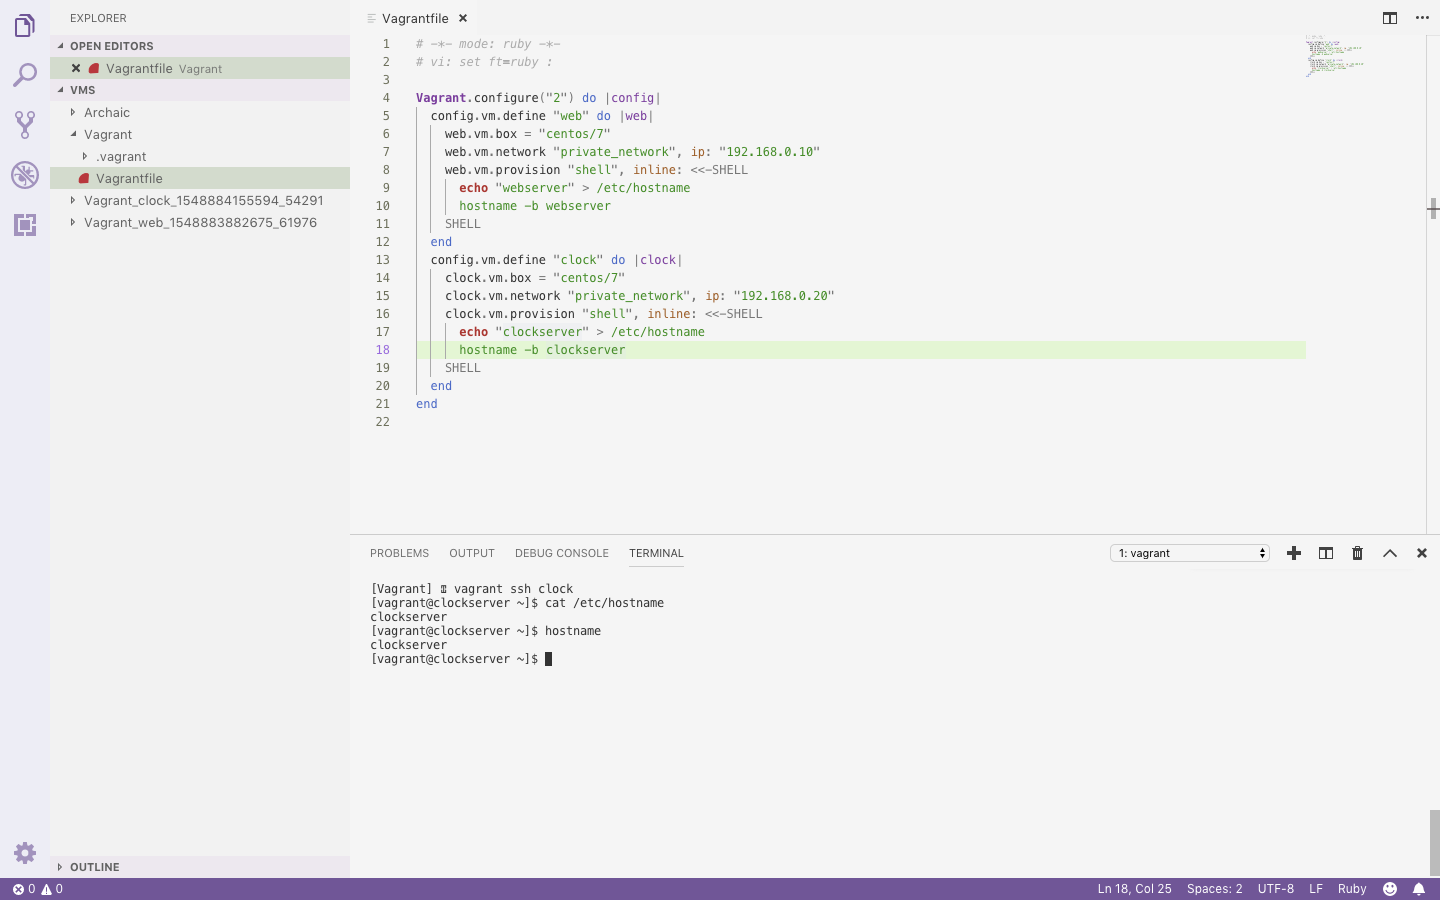 EXPLORER
OPEN EDITORS
Vagrantfile Vagrant
VMS
Archaic
Vagrant
.vagrant
Vagrantfile
Vagrant_clock_1548884155594_54291
Vagrant_web_1548883882675_61976
OUTLINE
Vagrantfile
1 # -*- mode: ruby -*-
2 # vi: set ft=ruby :
3
4 Vagrant.configure("2") do |config|
5 config.vm.define "web" do |web|
6 web.vm.box = "centos/7"
7 web.vm.network "private_network", ip: "192.168.0.10"
8 web.vm.provision "shell", inline: <<-SHELL
9 echo "webserver" > /etc/hostname
10 hostname -b webserver
11 SHELL
12 end
13 config.vm.define "clock" do |clock|
14 clock.vm.box = "centos/7"
15 clock.vm.network "private_network", ip: "192.168.0.20"
16 clock.vm.provision "shell", inline: <<-SHELL
17 echo "clockserver" > /etc/hostname
18 hostname -b clockserver
19 SHELL
20 end
21 end
22
PROBLEMS OUTPUT DEBUG CONSOLE TERMINAL 1: vagrant
[Vagrant] vagrant ssh clock
[vagrant@clockserver ~]$ cat /etc/hostname
clockserver
[vagrant@clockserver ~]$ hostname
clockserver
[vagrant@clockserver ~]$
0 0 Ln 18, Col 25 Spaces: 2 UTF-8 LF Ruby